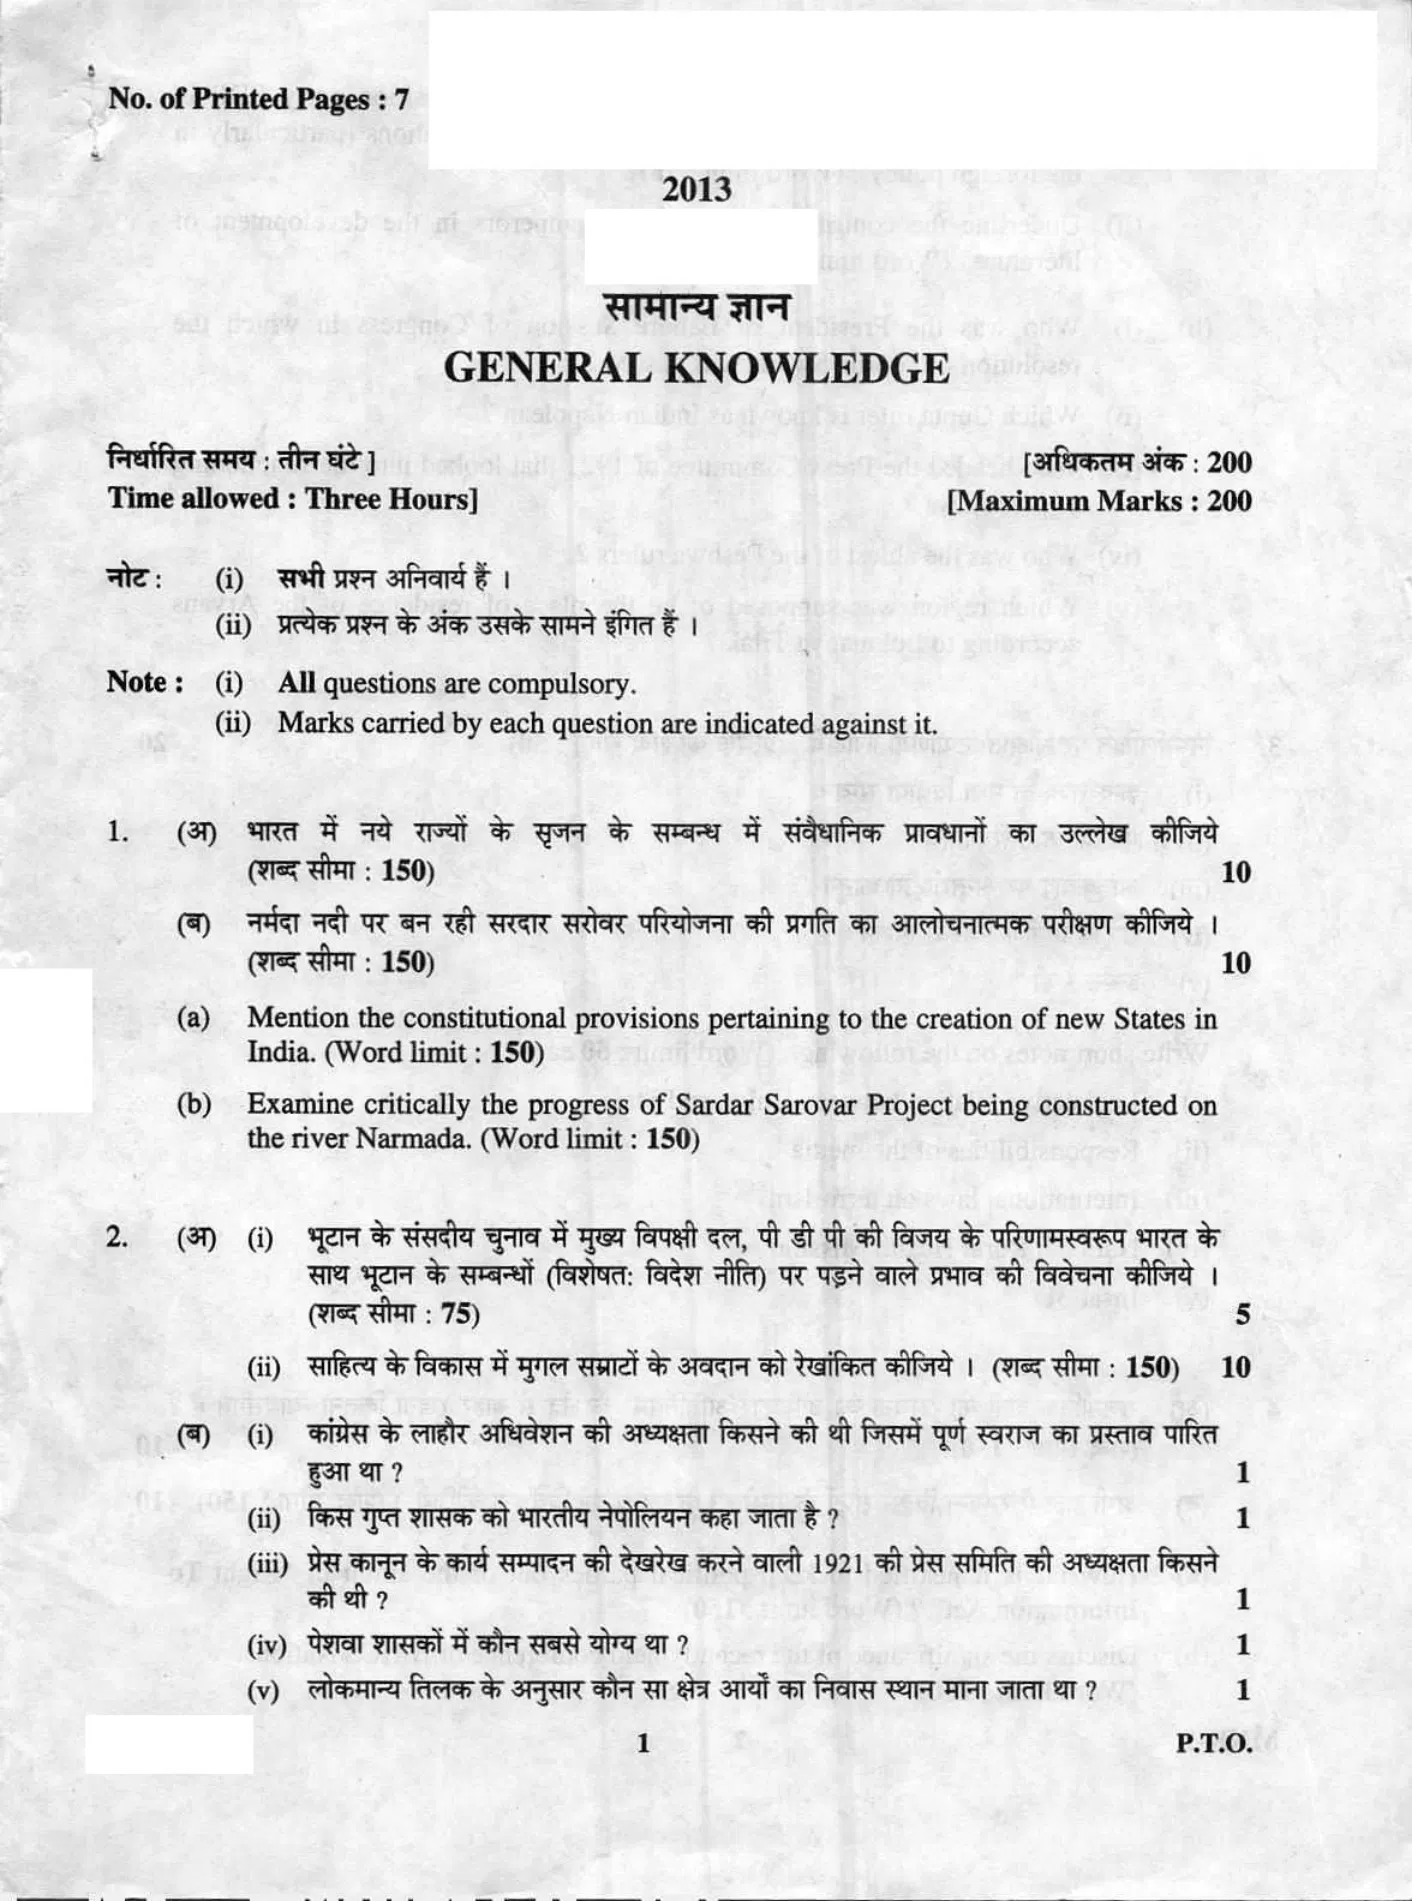 No. of Printed Pages : 7
2013
सामान्य ज्ञान
GENERAL KNOWLEDGE
निर्धारित समय : तीन घंटे ]
[अधिकतम अंक : 200
Time allowed : Three Hours]
[Maximum Marks : 200
नोट : (i) सभी प्रश्न अनिवार्य हैं ।
(ii) प्रत्येक प्रश्न के अंक उसके सामने इंगित हैं ।
Note : (i) All questions are compulsory.
(ii) Marks carried by each question are indicated against it.
1. (अ) भारत में नये राज्यों के सृजन के सम्बन्ध में संवैधानिक प्रावधानों का उल्लेख कीजिये
(शब्द सीमा : 150) 10
(ब) नर्मदा नदी पर बन रही सरदार सरोवर परियोजना की प्रगति का आलोचनात्मक परीक्षण कीजिये ।
(शब्द सीमा : 150) 10
(a) Mention the constitutional provisions pertaining to the creation of new States in
India. (Word limit : 150)
(b) Examine critically the progress of Sardar Sarovar Project being constructed on
the river Narmada. (Word limit : 150)
2. (अ) (i) भूटान के संसदीय चुनाव में मुख्य विपक्षी दल, पी डी पी की विजय के परिणामस्वरूप भारत के
साथ भूटान के सम्बन्धों (विशेषत: विदेश नीति) पर पड़ने वाले प्रभाव की विवेचना कीजिये ।
(शब्द सीमा : 75) 5
(ii) साहित्य के विकास में मुगल सम्राटों के अवदान को रेखांकित कीजिये । (शब्द सीमा : 150) 10
(ब) (i) कांग्रेस के लाहौर अधिवेशन की अध्यक्षता किसने की थी जिसमें पूर्ण स्वराज का प्रस्ताव पारित
हुआ था ? 1
(ii) किस गुप्त शासक को भारतीय नेपोलियन कहा जाता है ? 1
(iii) प्रेस कानून के कार्य सम्पादन की देखरेख करने वाली 1921 की प्रेस समिति की अध्यक्षता किसने
की थी ? 1
(iv) पेशवा शासकों में कौन सबसे योग्य था ? 1
(v) लोकमान्य तिलक के अनुसार कौन सा क्षेत्र आर्यों का निवास स्थान माना जाता था ? 1
1
P.T.O.